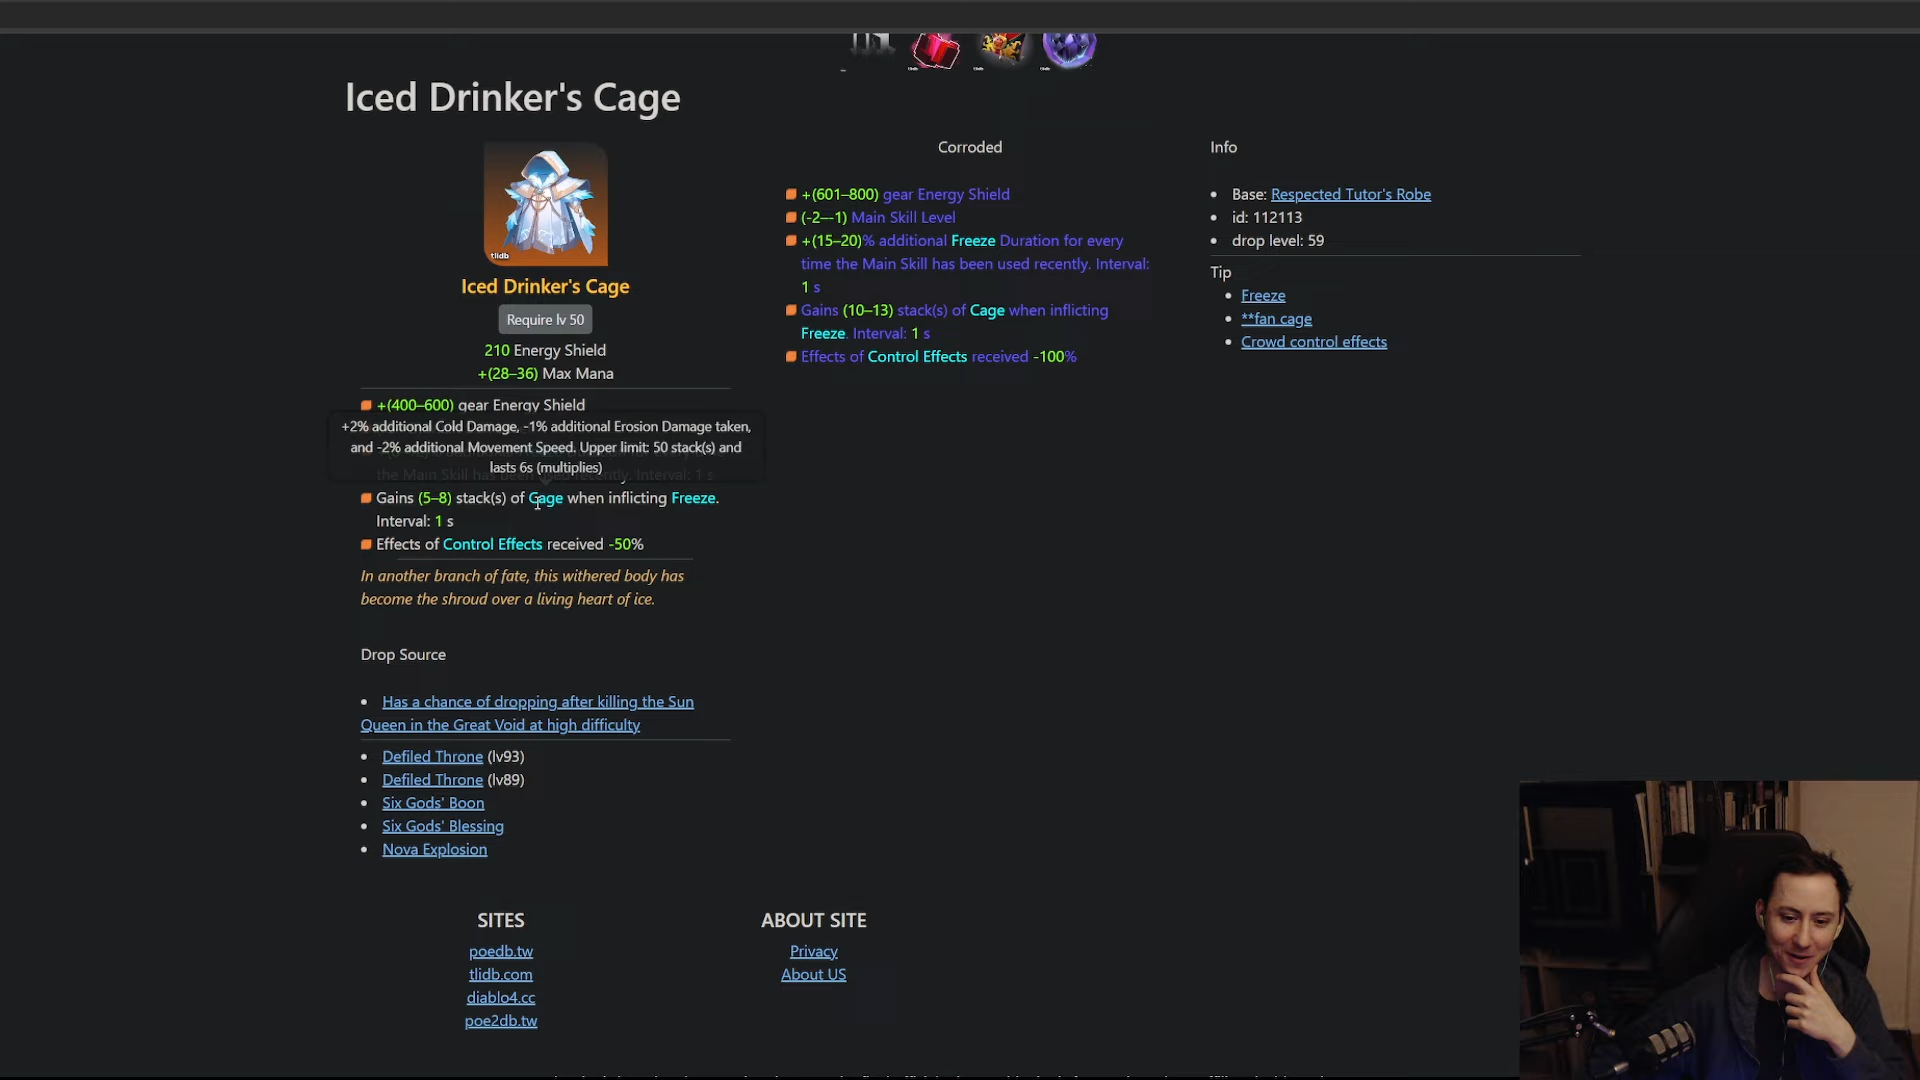 Iced Drinker's Cage
tlidb
Iced Drinker's Cage
Require lv 50
210 Energy Shield
+(28–36) Max Mana
+(400–600) gear Energy Shield
+2% additional Cold Damage, -1% additional Erosion Damage taken,
and -2% additional Movement Speed. Upper limit: 50 stack(s) and
lasts 6s (multiplies)
the Main Skill has been used recently. Interval: 1 s
Gains (5–8) stack(s) of Cage when inflicting Freeze.
Interval: 1 s
Effects of Control Effects received -50%
In another branch of fate, this withered body has
become the shroud over a living heart of ice.
Drop Source
Has a chance of dropping after killing the Sun
Queen in the Great Void at high difficulty
Defiled Throne (lv93)
Defiled Throne (lv89)
Six Gods' Boon
Six Gods' Blessing
Nova Explosion
Corroded
+(601–800) gear Energy Shield
(-2–-1) Main Skill Level
+(15–20)% additional Freeze Duration for every
time the Main Skill has been used recently. Interval:
1 s
Gains (10–13) stack(s) of Cage when inflicting
Freeze. Interval: 1 s
Effects of Control Effects received -100%
Info
Base: Respected Tutor's Robe
id: 112113
drop level: 59
Tip
Freeze
**fan cage
Crowd control effects
SITES
poedb.tw
tlidb.com
diablo4.cc
poe2db.tw
ABOUT SITE
Privacy
About US